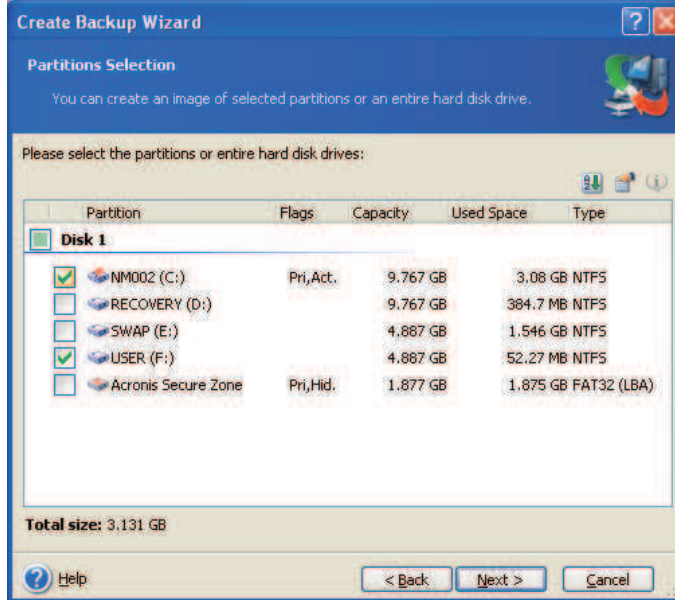 Create Backup Wizard
Partitions Selection
You can create an image of selected partitions or an entire hard disk drive.
Please select the partitions or entire hard disk drives:
Partition Flags Capacity Used Space Type
Disk 1
NM002 (C:) Pri,Act. 9.767 GB 3.08 GB NTFS
RECOVERY (D:) 9.767 GB 384.7 MB NTFS
SWAP (E:) 4.887 GB 1.546 GB NTFS
USER (F:) 4.887 GB 52.27 MB NTFS
Acronis Secure Zone Pri,Hid. 1.877 GB 1.875 GB FAT32 (LBA)
Total size: 3.131 GB
Help < Back Next > Cancel